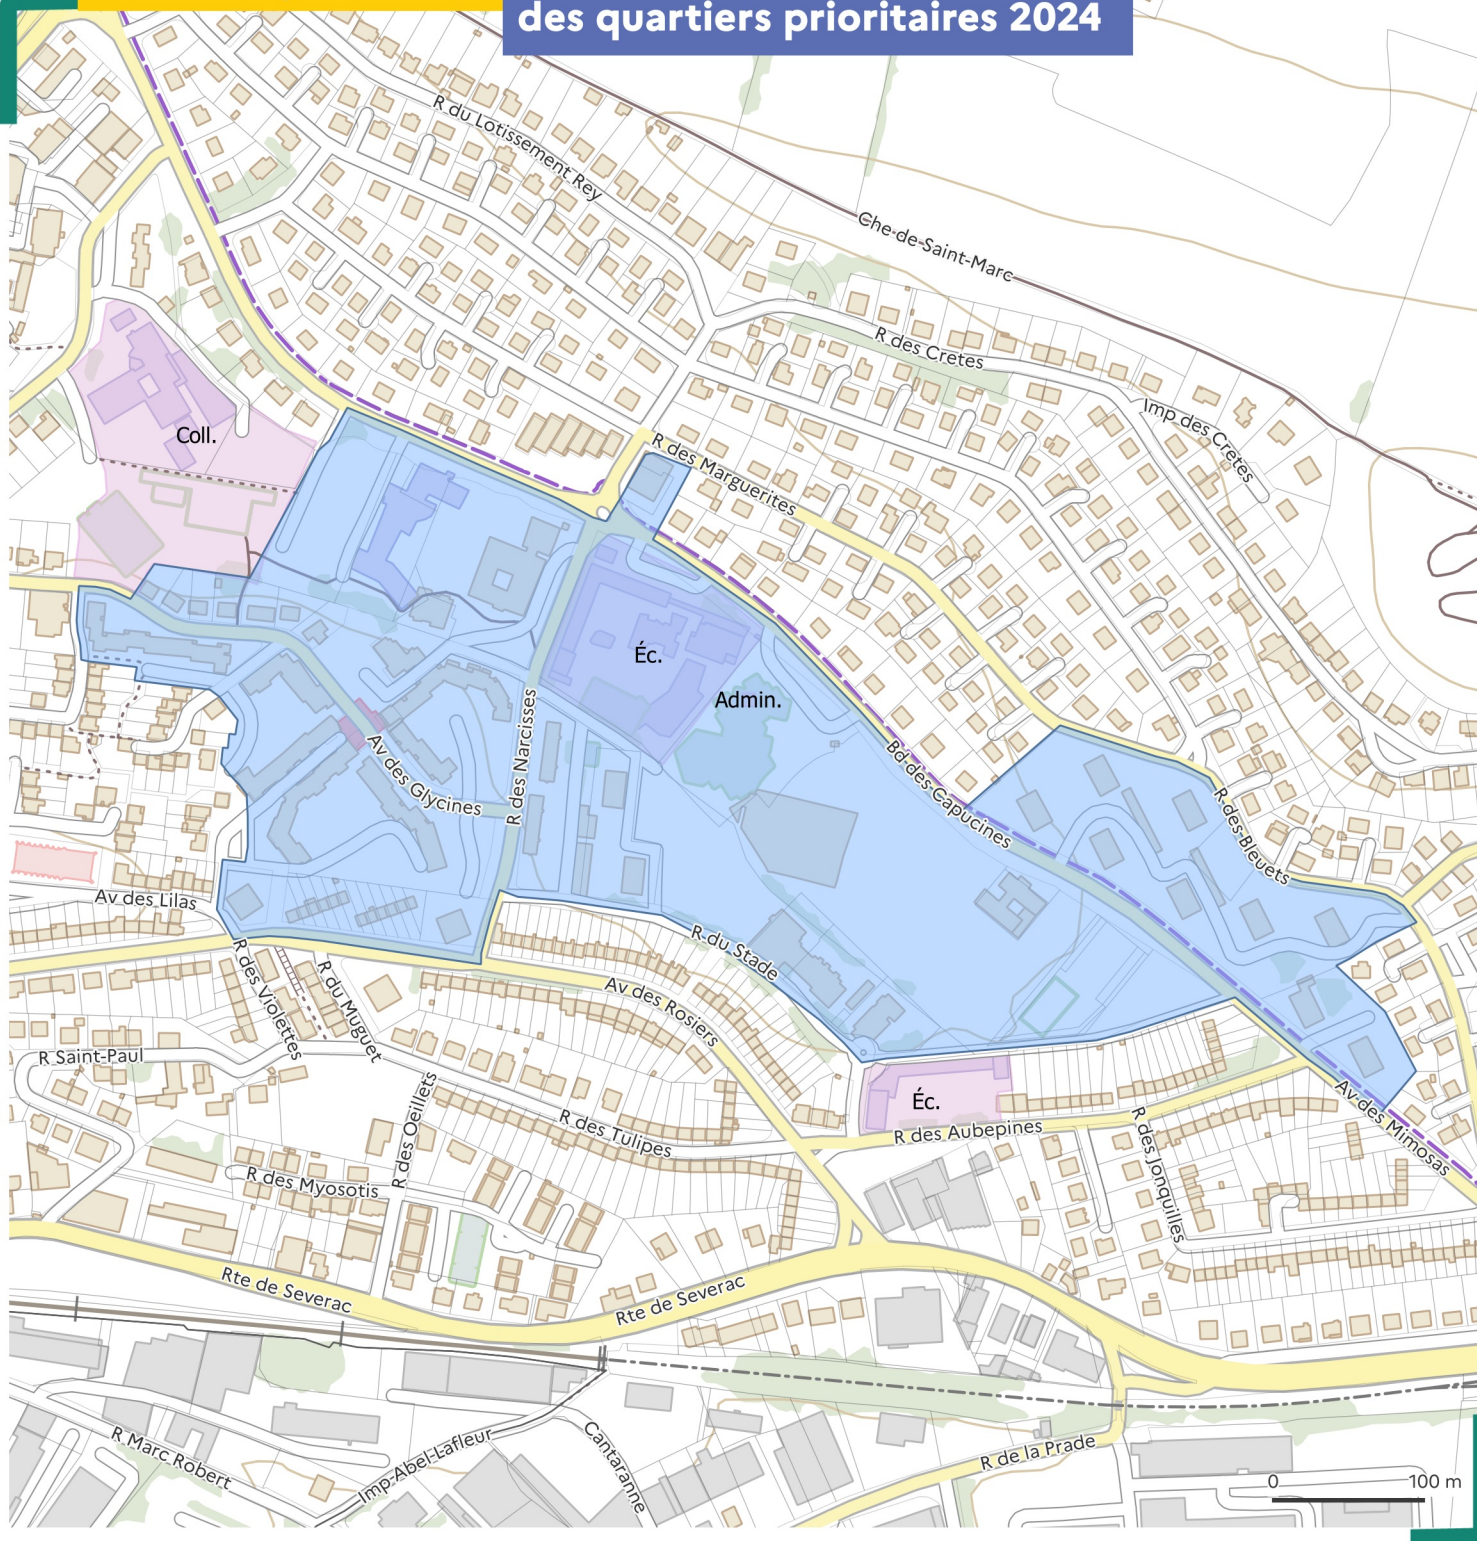 des quartiers prioritaires 2024
R du Lotissement Rey
Che de Saint-Marc
R des Cretes
Imp des Cretes
Coll.
R des Marguerites
Éc.
Admin.
R des Narcisses
Av des Glycines
Bd des Capucines
R des Bleuets
Av des Lilas
R du Stade
R des Violettes
R du Muguet
Av des Rosiers
R Saint-Paul
R des Oeillets
Éc.
R des Aubepines
R des Tulipes
R des Jonquilles
Av des Mimosas
R des Myosotis
Rte de Severac
Rte de Severac
R Marc Robert
Imp Abel Lafleur
Cantaranne
R de la Prade
0 100 m